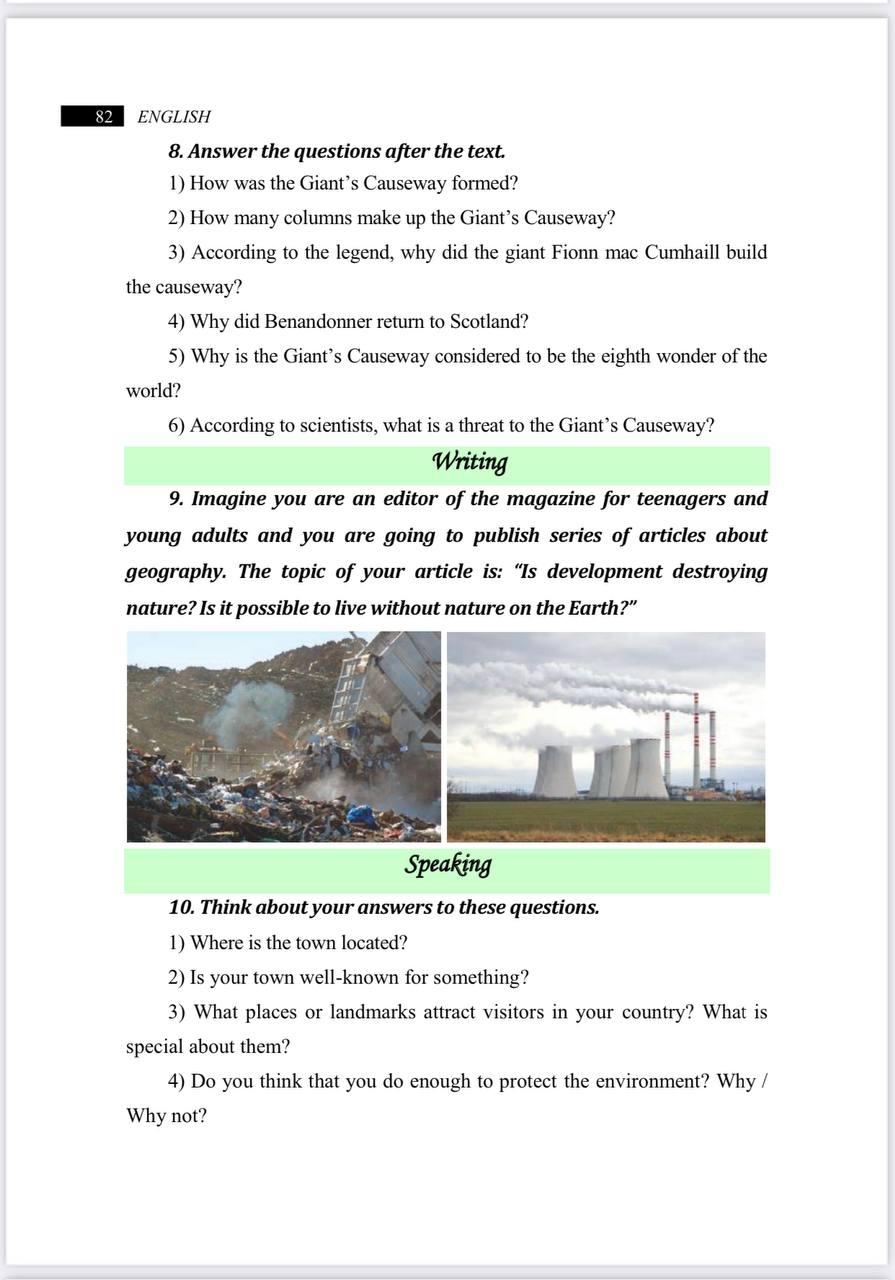 82 ENGLISH
8. Answer the questions after the text.
1) How was the Giant’s Causeway formed?
2) How many columns make up the Giant’s Causeway?
3) According to the legend, why did the giant Fionn mac Cumhaill build
the causeway?
4) Why did Benandonner return to Scotland?
5) Why is the Giant’s Causeway considered to be the eighth wonder of the
world?
6) According to scientists, what is a threat to the Giant’s Causeway?
Writing
9. Imagine you are an editor of the magazine for teenagers and
young adults and you are going to publish series of articles about
geography. The topic of your article is: “Is development destroying
nature? Is it possible to live without nature on the Earth?”
Speaking
10. Think about your answers to these questions.
1) Where is the town located?
2) Is your town well-known for something?
3) What places or landmarks attract visitors in your country? What is
special about them?
4) Do you think that you do enough to protect the environment? Why /
Why not?